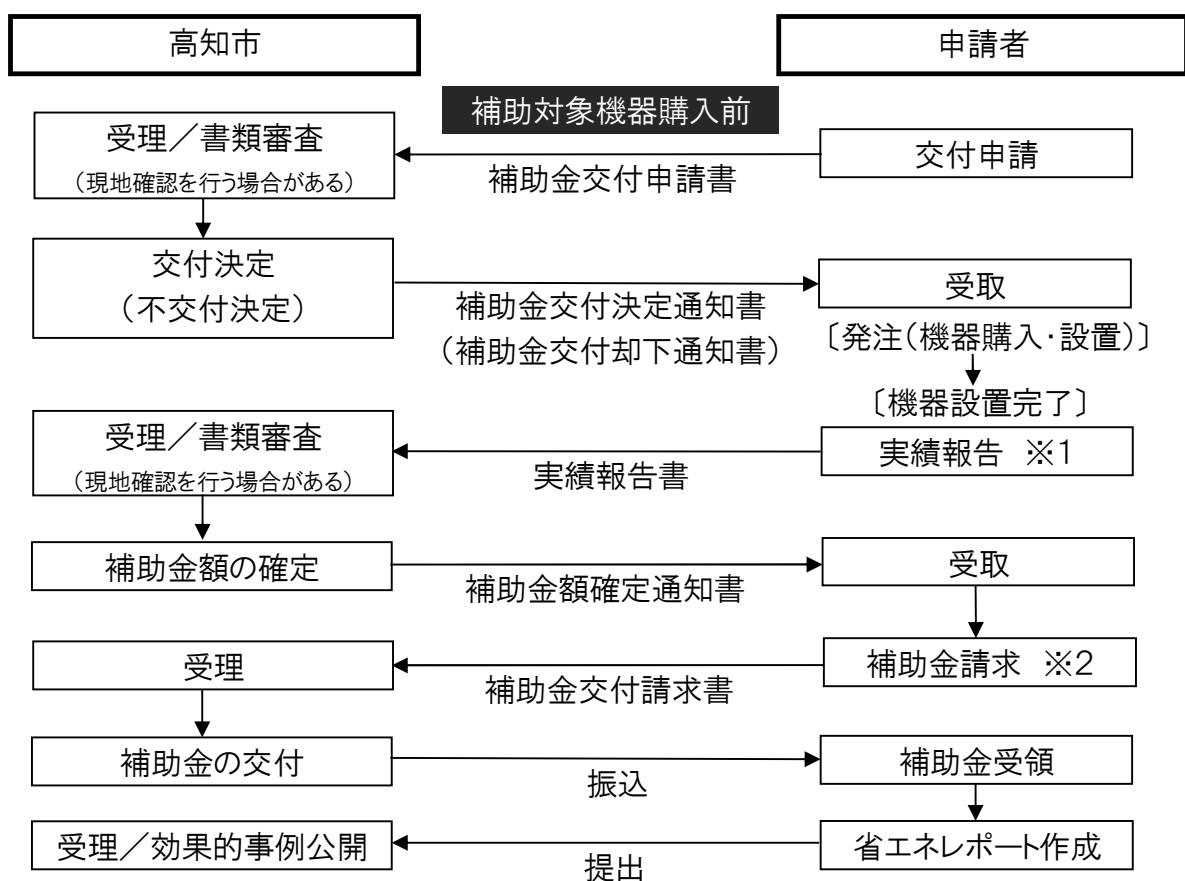 高知市
申請者
補助対象機器購入前
受理／書類審査
（現地確認を行う場合がある）
補助金交付申請書
交付申請
交付決定
（不交付決定）
補助金交付決定通知書
（補助金交付却下通知書）
受取
〔発注（機器購入・設置）〕
〔機器設置完了〕
受理／書類審査
（現地確認を行う場合がある）
実績報告書
実績報告　※1
補助金額の確定
補助金額確定通知書
受取
受理
補助金交付請求書
補助金請求　※2
補助金の交付
振込
補助金受領
受理／効果的事例公開
提出
省エネレポート作成